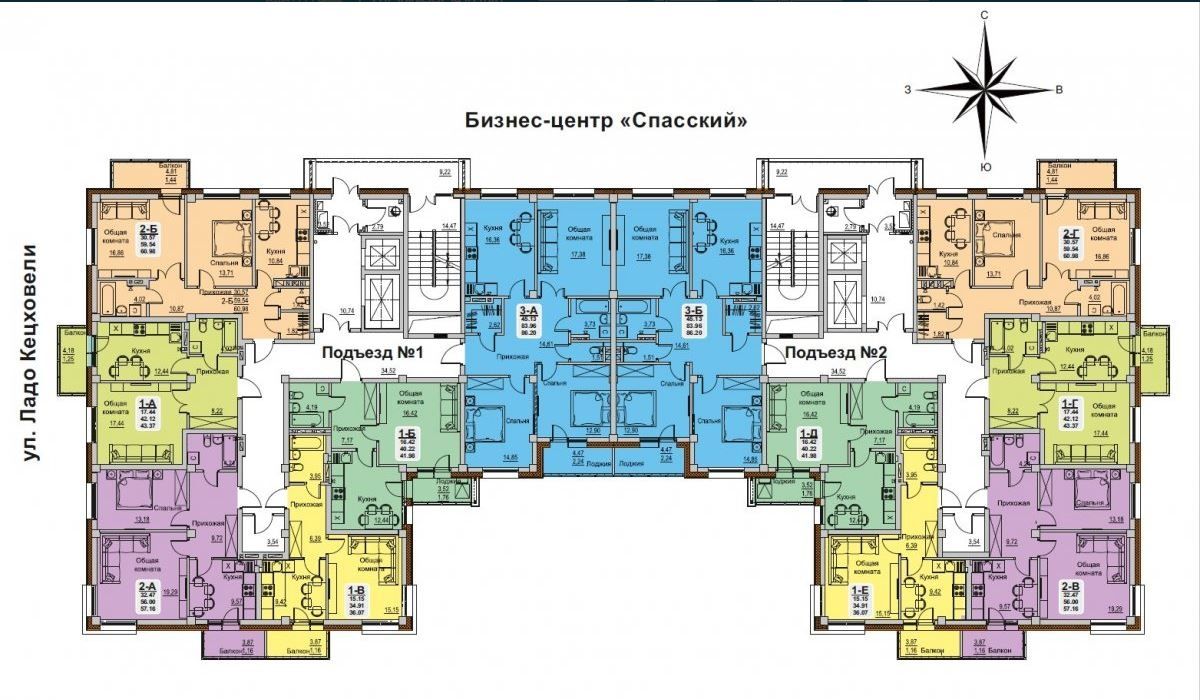 С
З
В
Ю
Бизнес-центр «Спасский»
ул. Ладо Кецховели
Балкон
4,81
1,44
9,22
9,22
Балкон
4,81
1,44
2-Б
30.57
59.54
60.98
Общая
комната
16,86
Спальня
13,71
Кухня
10,84
4,02
10,87
Прихожая 30,57
2-Б 59,54
60,98
1,42
1,82
2,79
14,47
10,74
Кухня
16,36
Общая
комната
17,38
Общая
комната
17,38
Кухня
16,36
14,47
2,79
10,74
Кухня
10,84
Спальня
13,71
2-Г
30.57
59.54
60.98
Общая
комната
16,86
Прихожая
10,87
4,02
1,42
1,82
3-А
45.13
83.96
86.20
2,62
3,73
14,61
1,51
Прихожая
3-Б
45.13
83.96
86.20
3,73
14,61
1,51
Подъезд №1
34,52
Подъезд №2
34,52
Балкон
4,18
1,25
Кухня
12,44
Прихожая
8,22
Общая
комната
17,44
1-А
17.44
42.12
43.37
Балкон
4,18
1,25
Кухня
12,44
Прихожая
8,22
1-Г
17.44
42.12
43.37
Общая
комната
17,44
Спальня
14,85
Спальня
12,90
Спальня
12,90
Спальня
14,85
4,47
2,24
Лоджия
Лоджия
4,47
2,24
4,19
Общая
комната
16,42
7,17
Прихожая
1-Б
16.42
40.22
41.98
Кухня
12,44
Лоджия
3,52
1,76
Общая
комната
16,42
1-Д
16.42
40.22
41.98
4,19
Прихожая
7,17
Лоджия
3,52
1,76
Кухня
12,44
Спальня
13,18
Прихожая
9,72
Общая
комната
19,29
2-А
32.47
56.00
57.16
Кухня
9,57
3,54
3,95
Прихожая
6,39
Кухня
9,42
Общая
комната
1-В
15.15
34.91
36.07
15,15
3,87
1,16
Балкон
3,87
1,16
Балкон
3,95
Прихожая
6,39
Общая
комната
1-Е
15.15
34.91
36.07
15,15
Кухня
9,42
3,54
Прихожая
9,72
Спальня
13,18
Кухня
9,57
2-В
32.47
56.00
57.16
Общая
комната
19,29
3,87
1,16
Балкон
3,87
1,16
Балкон